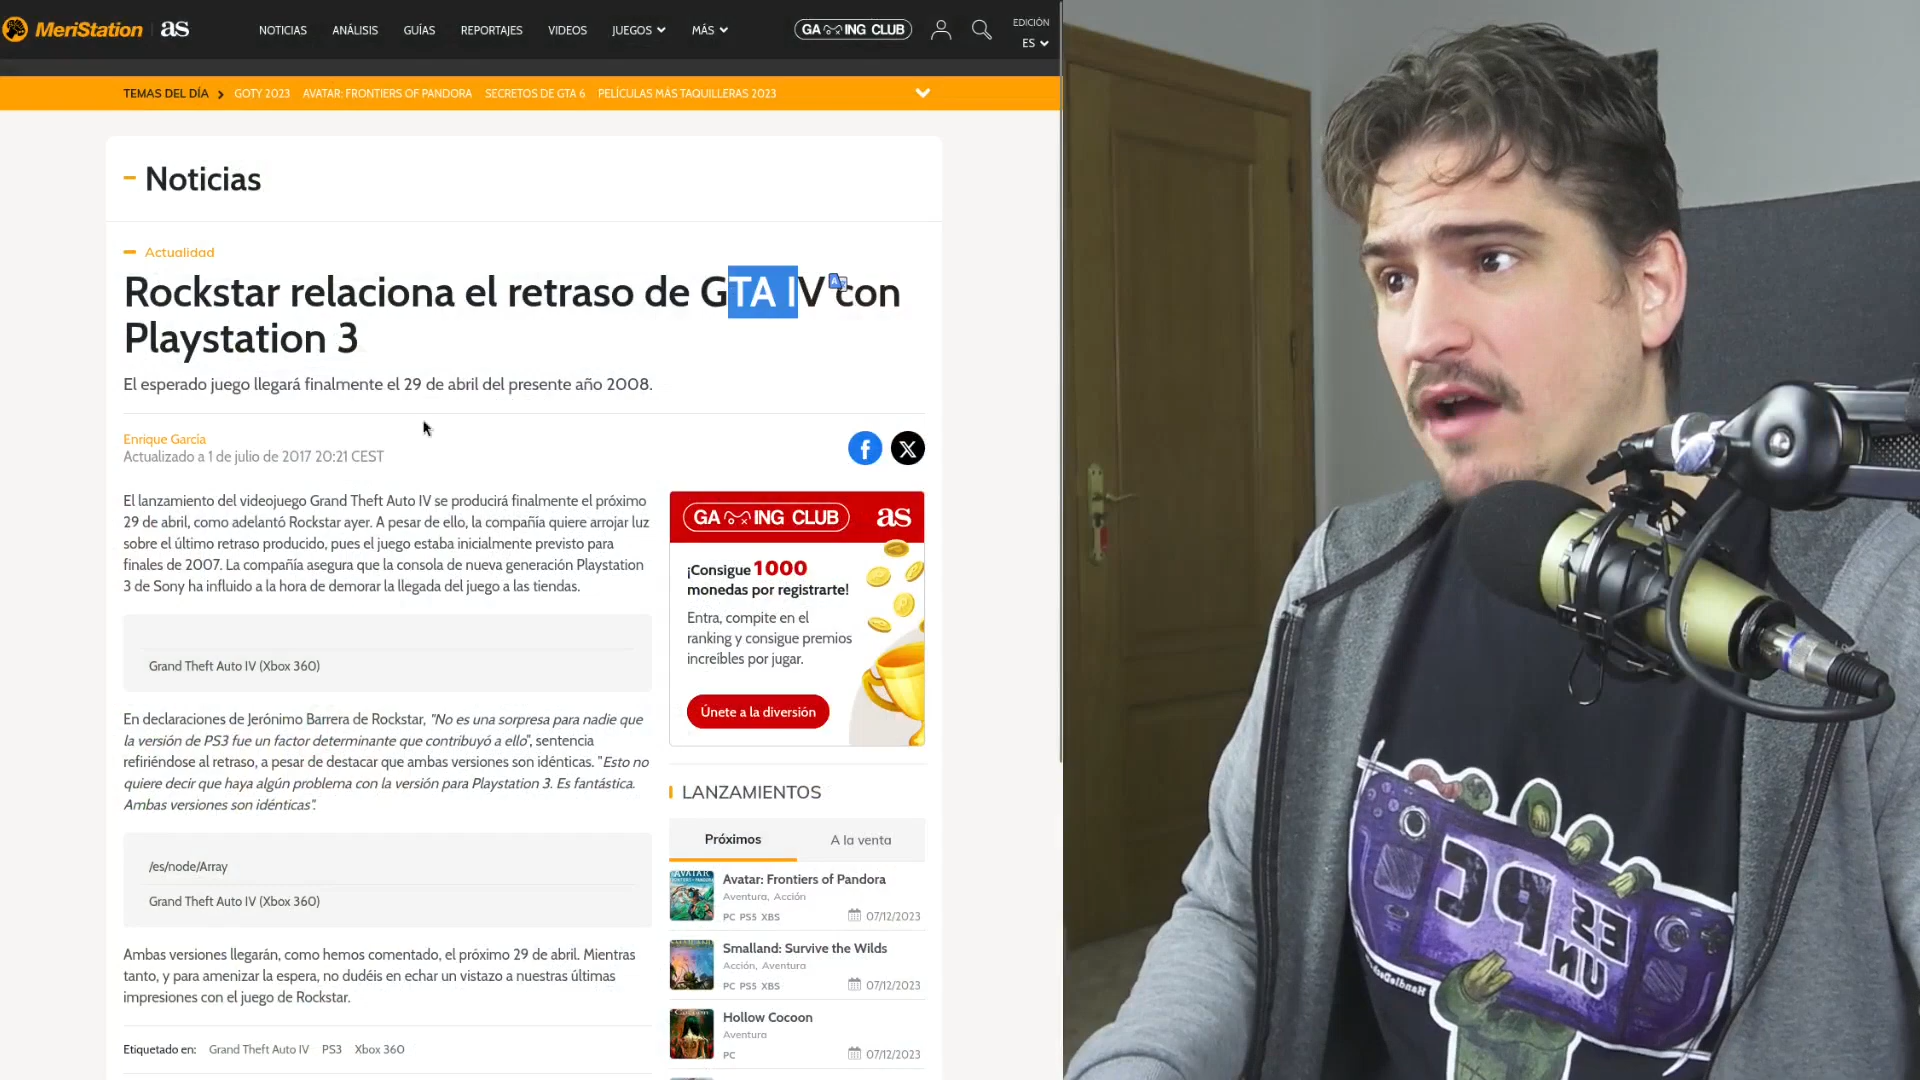 MeriStation as
NOTICIAS ANÁLISIS GUÍAS REPORTAJES VIDEOS JUEGOS MÁS
GAMING CLUB
EDICIÓN
ES
TEMAS DEL DÍA GOTY 2023 AVATAR: FRONTIERS OF PANDORA SECRETOS DE GTA 6 PELÍCULAS MÁS TAQUILLERAS 2023
Noticias
Actualidad
Rockstar relaciona el retraso de GTA IV con
Playstation 3
El esperado juego llegará finalmente el 29 de abril del presente año 2008.
Enrique García
Actualizado a 1 de julio de 2017 20:21 CEST
El lanzamiento del videojuego Grand Theft Auto IV se producirá finalmente el próximo
29 de abril, como adelantó Rockstar ayer. A pesar de ello, la compañía quiere arrojar luz
sobre el último retraso producido, pues el juego estaba inicialmente previsto para
finales de 2007. La compañía asegura que la consola de nueva generación Playstation
3 de Sony ha influido a la hora de demorar la llegada del juego a las tiendas.
Grand Theft Auto IV (Xbox 360)
En declaraciones de Jerónimo Barrera de Rockstar, "No es una sorpresa para nadie que
la versión de PS3 fue un factor determinante que contribuyó a ello", sentencia
refiriéndose al retraso, a pesar de destacar que ambas versiones son idénticas. "Esto no
quiere decir que haya algún problema con la versión para Playstation 3. Es fantástica.
Ambas versiones son idénticas".
/es/node/Array
Grand Theft Auto IV (Xbox 360)
Ambas versiones llegarán, como hemos comentado, el próximo 29 de abril. Mientras
tanto, y para amenizar la espera, no dudéis en echar un vistazo a nuestras últimas
impresiones con el juego de Rockstar.
Etiquetado en: Grand Theft Auto IV PS3 Xbox 360
GAMING CLUB as
¡Consigue 1000
monedas por registrarte!
Entra, compite en el
ranking y consigue premios
increíbles por jugar.
Únete a la diversión
LANZAMIENTOS
Próximos A la venta
Avatar: Frontiers of Pandora
Aventura, Acción
PC PS5 XBS 07/12/2023
Smalland: Survive the Wilds
Acción, Aventura
PC PS5 XBS 07/12/2023
Hollow Cocoon
Aventura
PC 07/12/2023
ES
UN
PC